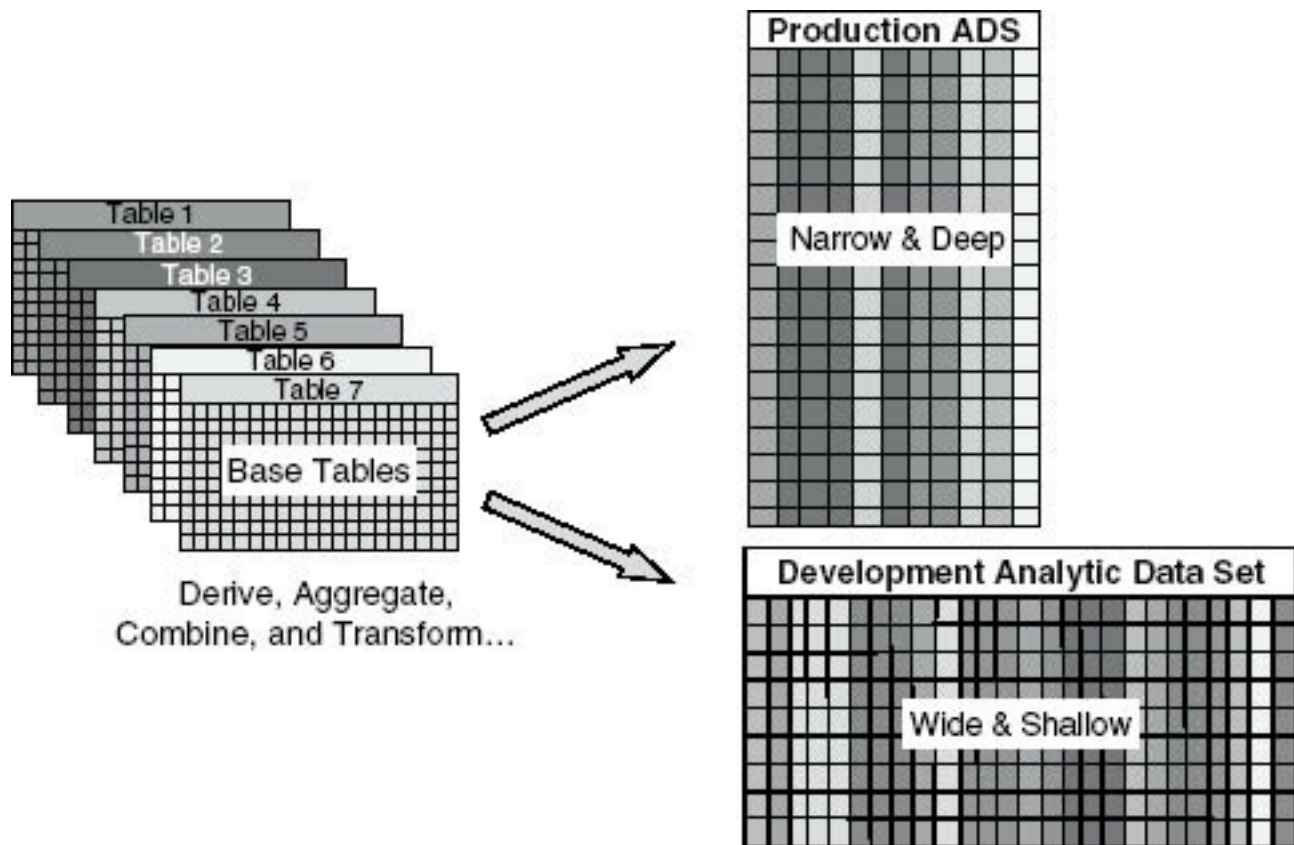 Production ADS
Narrow & Deep
Table 1
Table 2
Table 3
Table 4
Table 5
Table 6
Table 7
Base Tables
Derive, Aggregate,
Combine, and Transform...
Development Analytic Data Set
Wide & Shallow